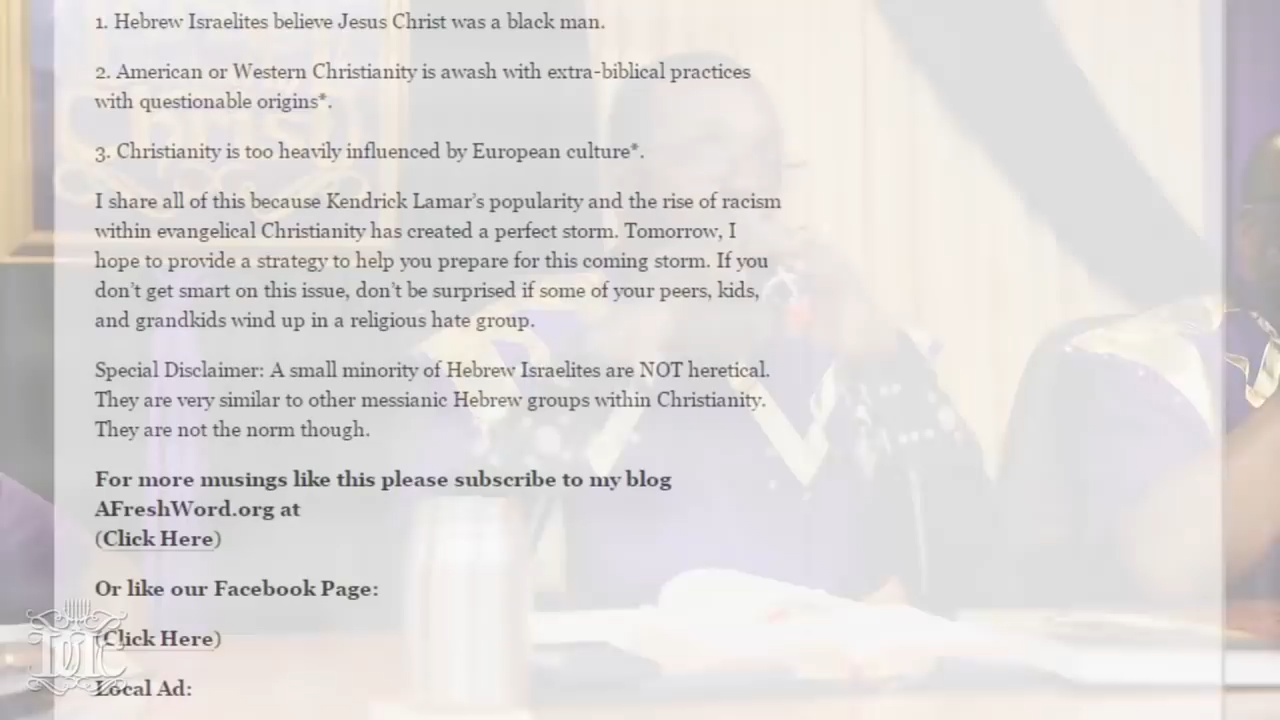 1. Hebrew Israelites believe Jesus Christ was a black man.
2. American or Western Christianity is awash with extra-biblical practices
with questionable origins*.
3. Christianity is too heavily influenced by European culture*.
I share all of this because Kendrick Lamar’s popularity and the rise of racism
within evangelical Christianity has created a perfect storm. Tomorrow, I
hope to provide a strategy to help you prepare for this coming storm. If you
don’t get smart on this issue, don’t be surprised if some of your peers, kids,
and grandkids wind up in a religious hate group.
Special Disclaimer: A small minority of Hebrew Israelites are NOT heretical.
They are very similar to other messianic Hebrew groups within Christianity.
They are not the norm though.
For more musings like this please subscribe to my blog
AFreshWord.org at
(Click Here)
Or like our Facebook Page:
(Click Here)
Local Ad: